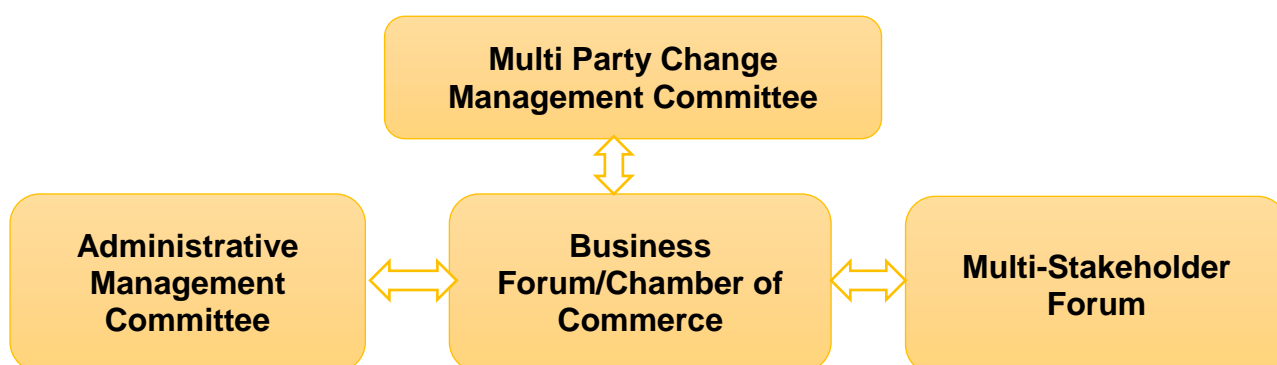 Multi Party Change
Management Committee
Administrative
Management
Committee
Business
Forum/Chamber of
Commerce
Multi-Stakeholder
Forum